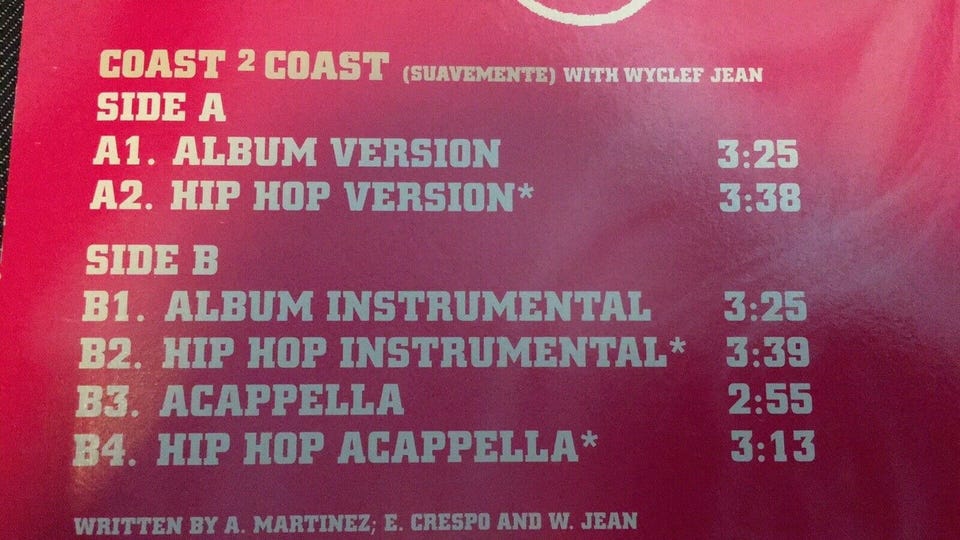 COAST 2 COAST (SUAVEMENTE) WITH WYCLEF JEAN
SIDE A
A1. ALBUM VERSION 3:25
A2. HIP HOP VERSION* 3:38
SIDE B
B1. ALBUM INSTRUMENTAL 3:25
B2. HIP HOP INSTRUMENTAL* 3:39
B3. ACAPPELLA 2:55
B4. HIP HOP ACAPPELLA* 3:13
WRITTEN BY A. MARTINEZ; E. CRESPO AND W. JEAN